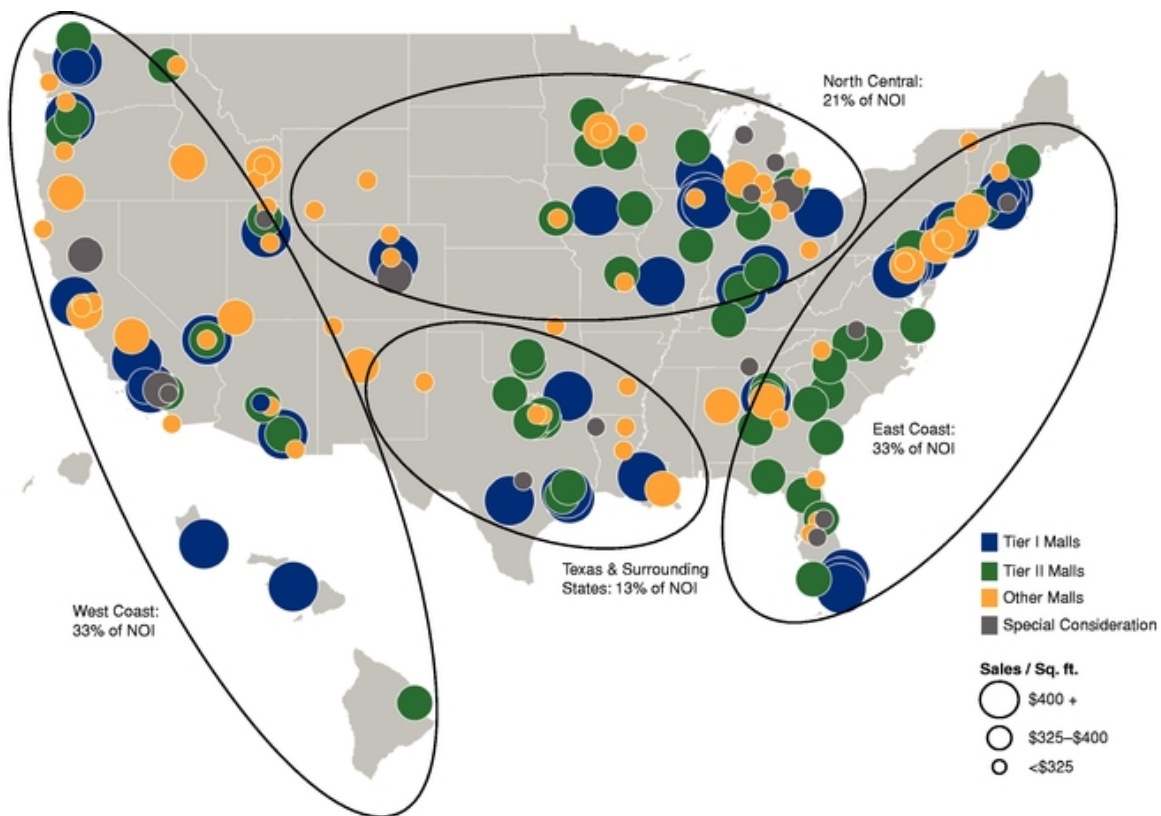 North Central:
21% of NOI
East Coast:
33% of NOI
Texas & Surrounding
States: 13% of NOI
West Coast:
33% of NOI
Tier I Malls
Tier II Malls
Other Malls
Special Consideration
Sales / Sq. ft.
$400 +
$325–$400
<$325